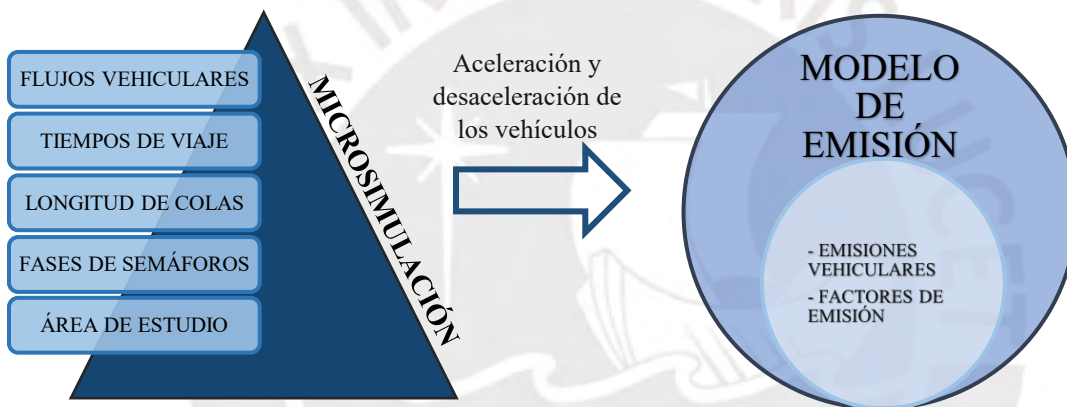 FLUJOS VEHICULARES
TIEMPOS DE VIAJE
LONGITUD DE COLAS
FASES DE SEMÁFOROS
ÁREA DE ESTUDIO
MICROSIMULACIÓN
Aceleración y
desaceleración de
los vehículos
MODELO
DE
EMISIÓN
- EMISIONES
VEHICULARES
- FACTORES DE
EMISIÓN